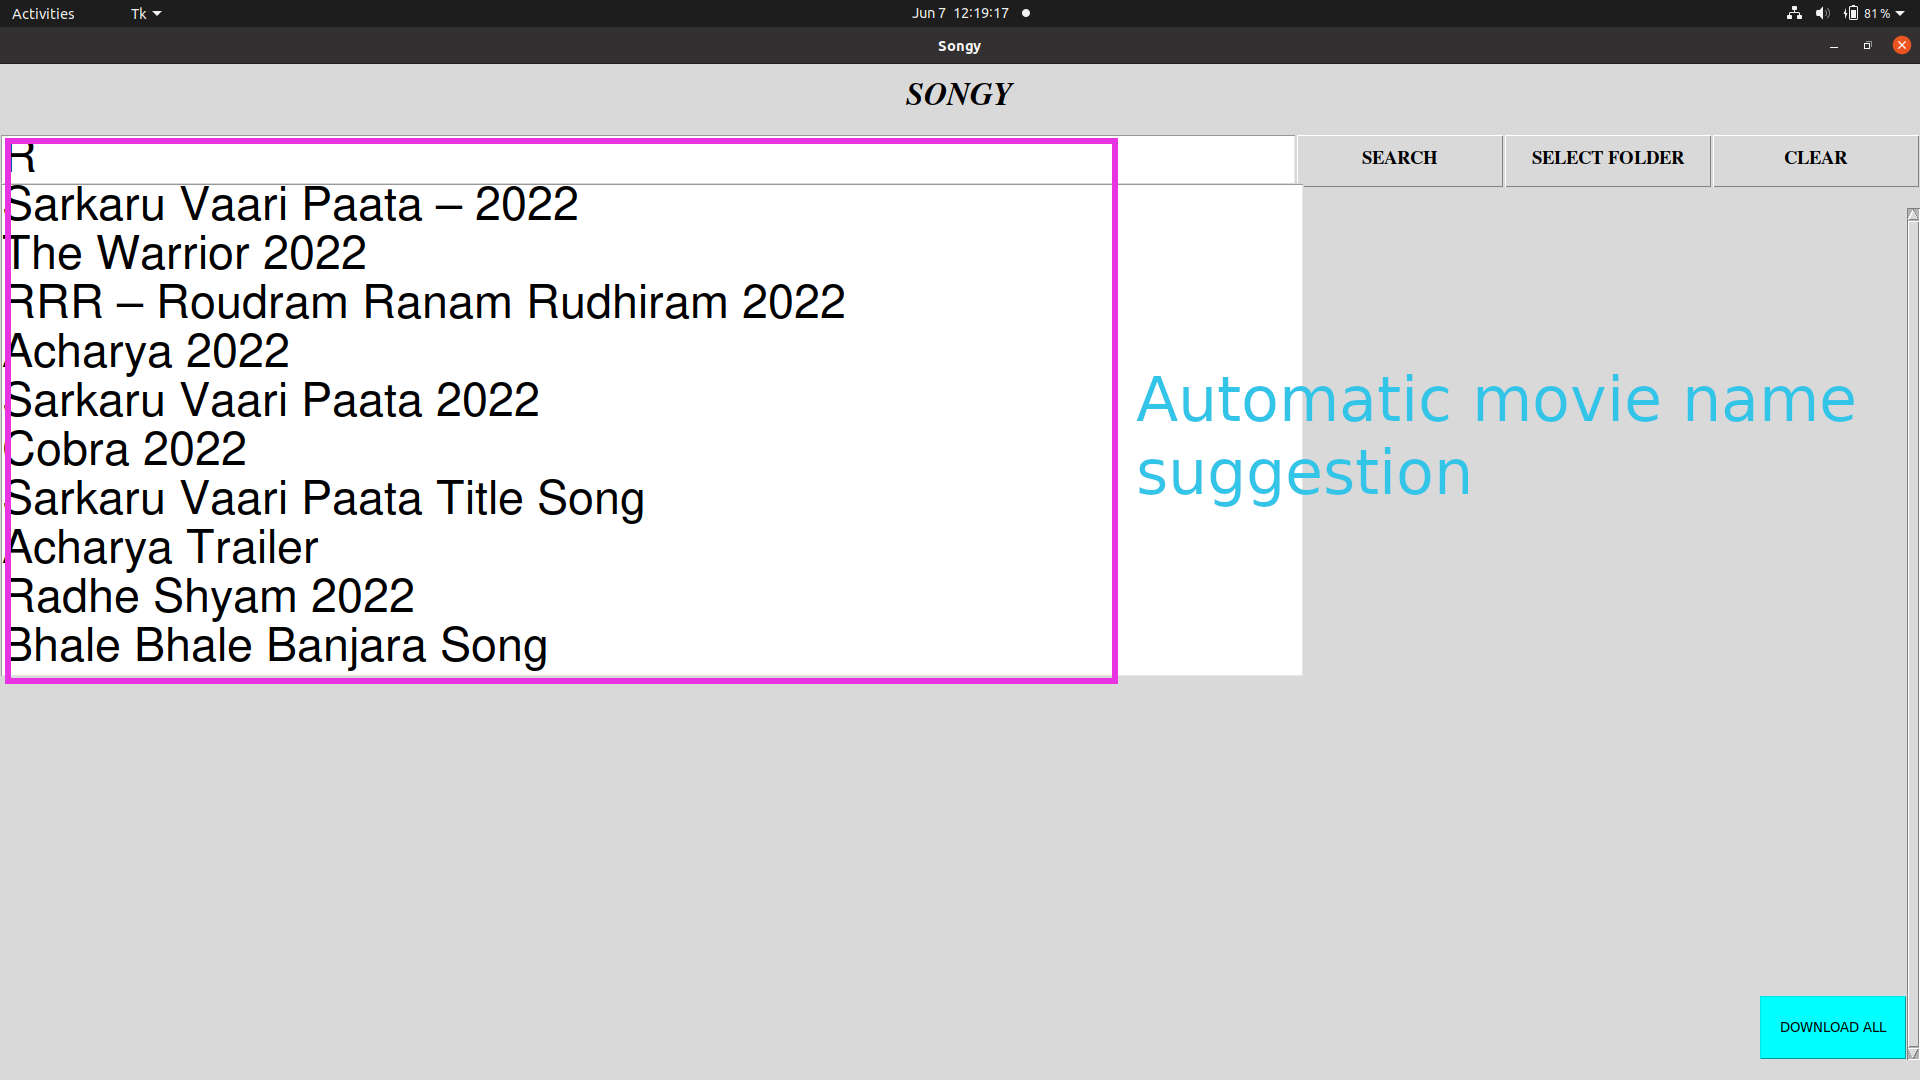 Activities Tk Jun 7 12:19:17 81%
Songy
SONGY
R SEARCH SELECT FOLDER CLEAR
Sarkaru Vaari Paata – 2022
The Warrior 2022
RRR – Roudram Ranam Rudhiram 2022
Acharya 2022
Sarkaru Vaari Paata 2022
Cobra 2022
Sarkaru Vaari Paata Title Song
Acharya Trailer
Radhe Shyam 2022
Bhale Bhale Banjara Song
Automatic movie name
suggestion
DOWNLOAD ALL